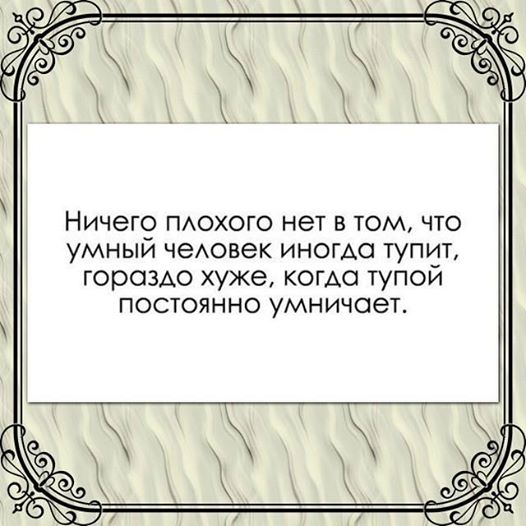 Ничего плохого нет в том, что
умный человек иногда тупит,
гораздо хуже, когда тупой
постоянно умничает.